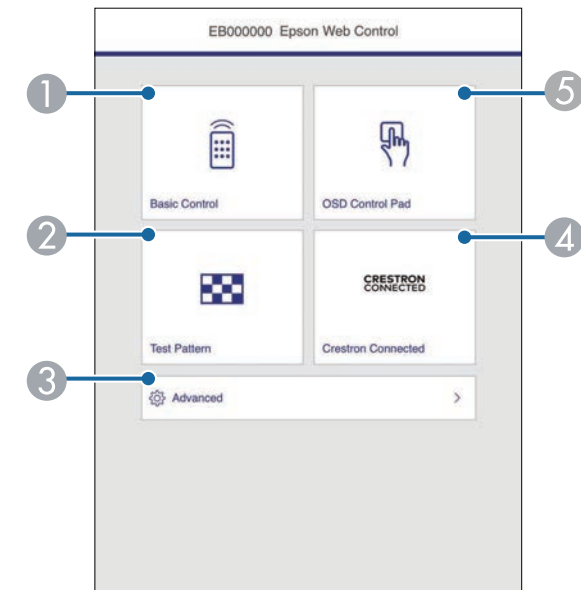 EB000000 Epson Web Control
1
5
Basic Control
OSD Control Pad
2
4
CRESTRON
CONNECTED
Test Pattern
Crestron Connected
3
Advanced